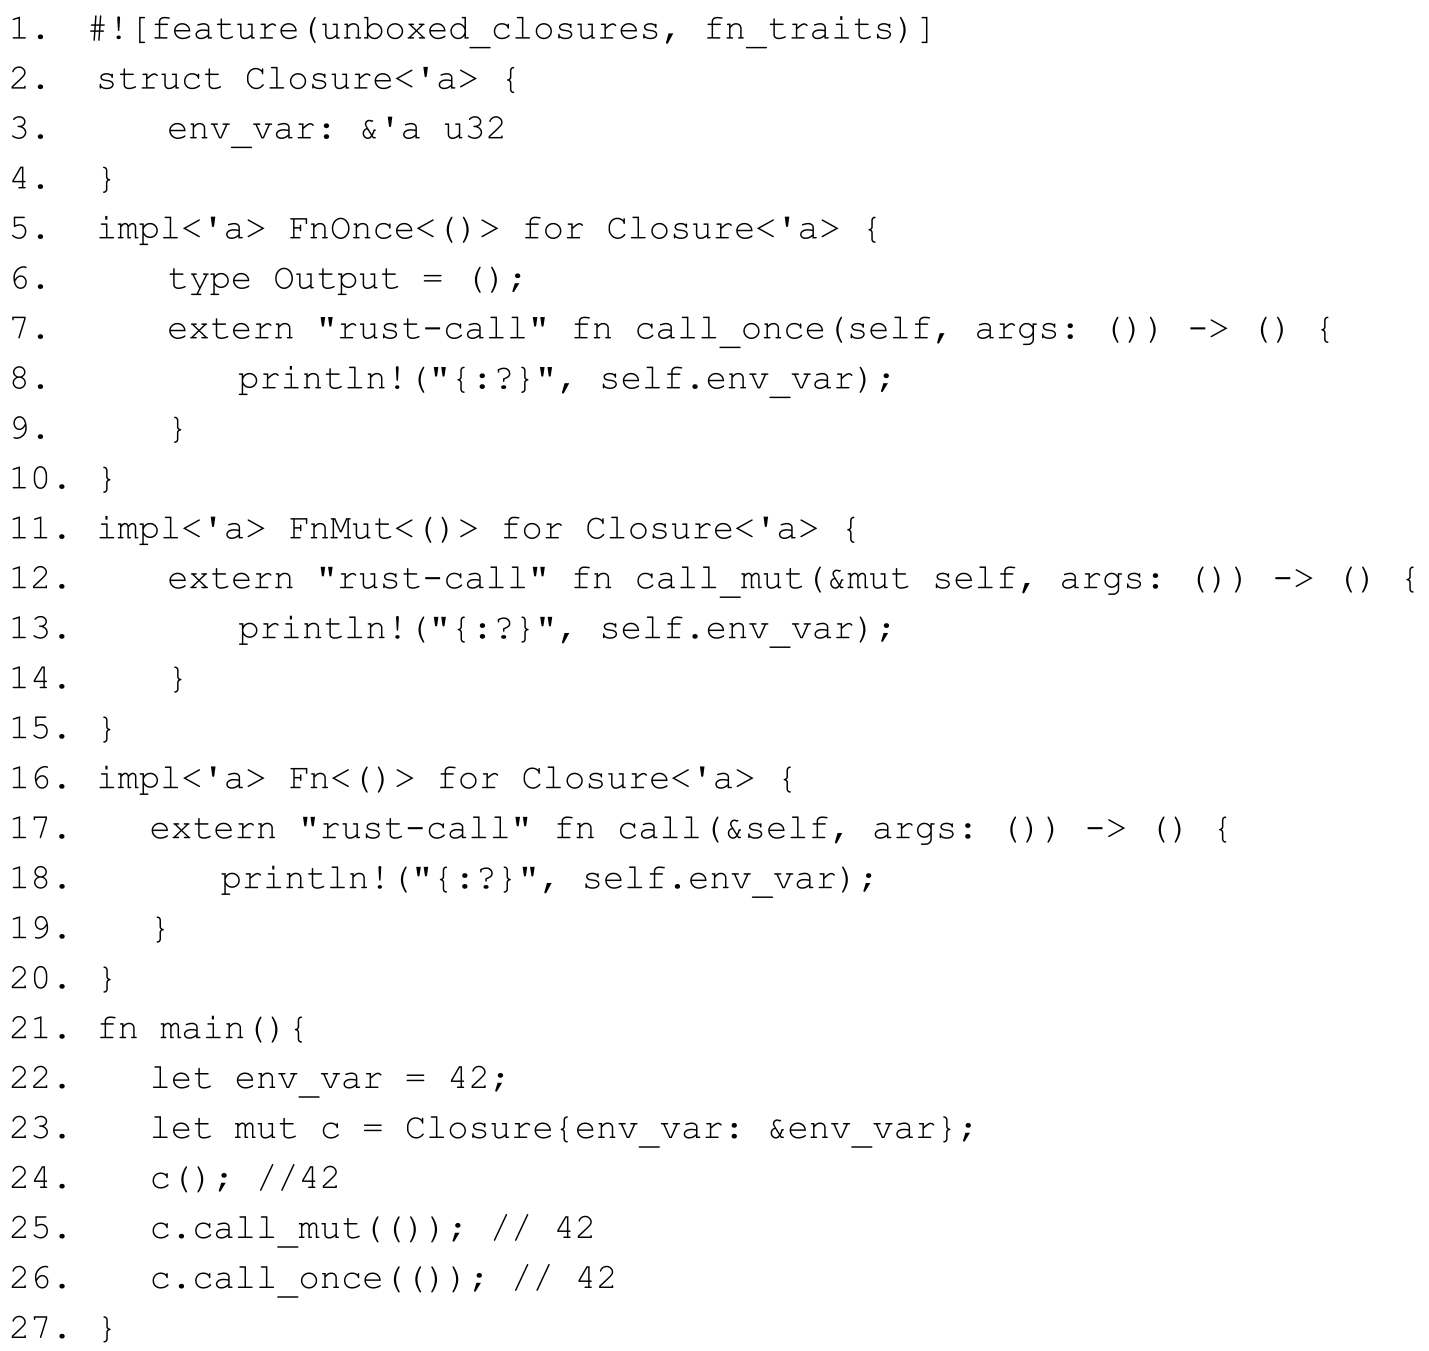 1.  #![feature(unboxed_closures, fn_traits)]
2.  struct Closure<'a> {
3.      env_var: &'a u32
4.  }
5.  impl<'a> FnOnce<()> for Closure<'a> {
6.      type Output = ();
7.      extern "rust-call" fn call_once(self, args: ()) -> () {
8.         println!("{:?}", self.env_var);
9.      }
10. }
11. impl<'a> FnMut<()> for Closure<'a> {
12.     extern "rust-call" fn call_mut(&mut self, args: ()) -> () {
13.        println!("{:?}", self.env_var);
14.     }
15. }
16. impl<'a> Fn<()> for Closure<'a> {
17.    extern "rust-call" fn call(&self, args: ()) -> () {
18.       println!("{:?}", self.env_var);
19.    }
20. }
21. fn main(){
22.    let env_var = 42;
23.    let mut c = Closure{env_var: &env_var};
24.    c(); //42
25.    c.call_mut(()); // 42
26.    c.call_once(()); // 42
27. }